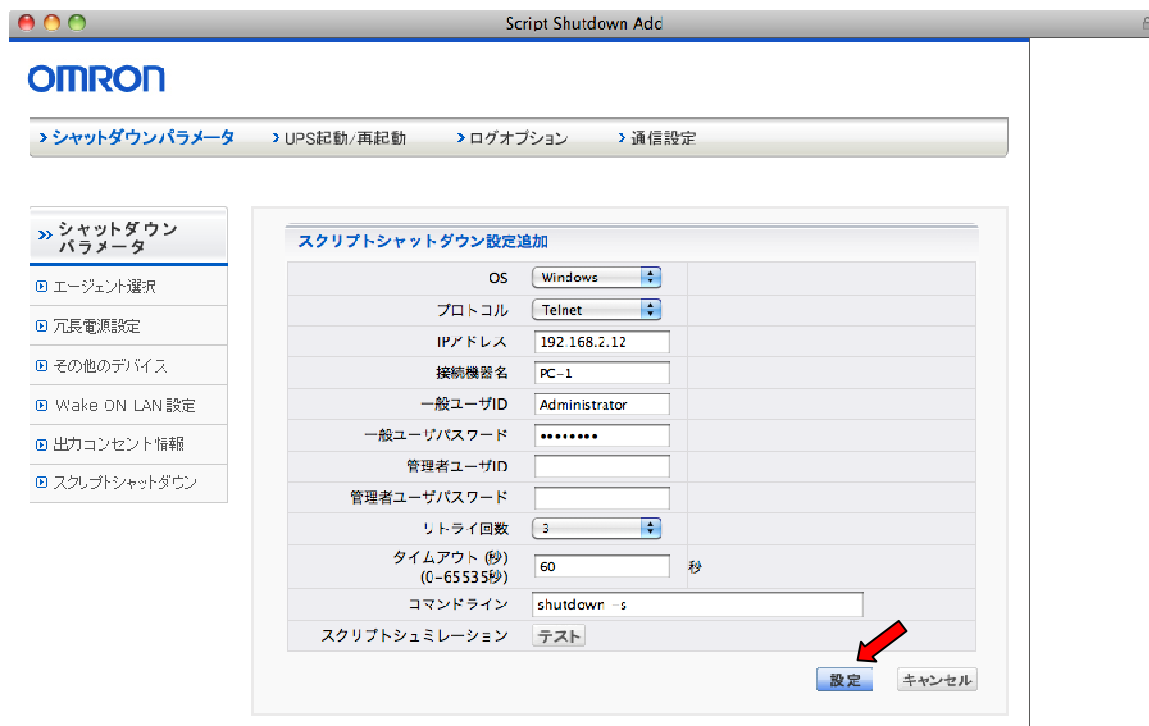 Script Shutdown Add
OMRON
シャットダウンパラメータ UPS起動/再起動 ログオプション 通信設定
シャットダウン
パラメータ
エージェント選択
冗長電源設定
その他のデバイス
Wake ON LAN 設定
出力コンセント情報
スクリプトシャットダウン
スクリプトシャットダウン設定追加
OS Windows
プロトコル Telnet
IPアドレス 192.168.2.12
接続機器名 PC-1
一般ユーザID Administrator
一般ユーザパスワード ••••••••
管理者ユーザID
管理者ユーザパスワード
リトライ回数 3
タイムアウト (秒)
(0-65535秒) 60 秒
コマンドライン shutdown -s
スクリプトシュミレーション テスト
設定 キャンセル